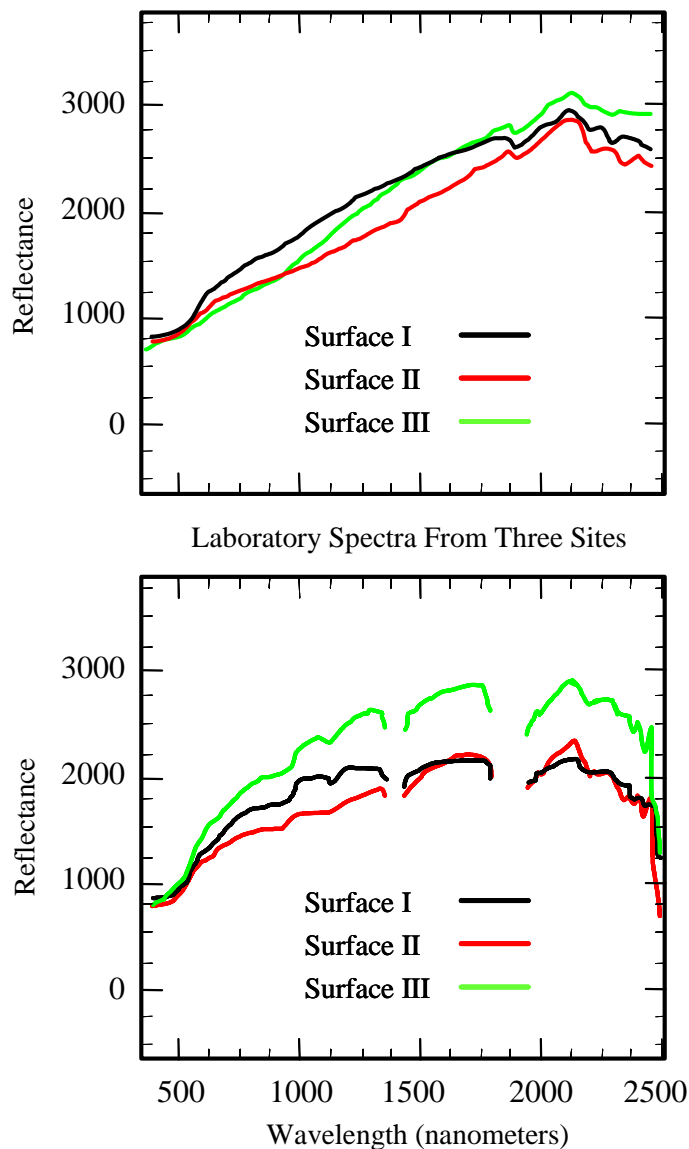 3000
2000
1000
0
Reflectance
Surface I
Surface II
Surface III
Laboratory Spectra From Three Sites
3000
2000
1000
0
Reflectance
Surface I
Surface II
Surface III
500 1000 1500 2000 2500
Wavelength (nanometers)